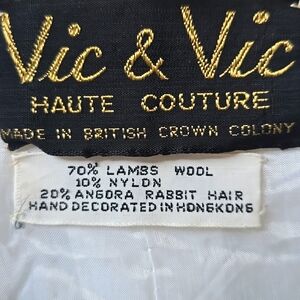 Vic & Vic
HAUTE COUTURE
MADE IN BRITISH CROWN COLONY
70% LAMBS WOOL
10% NYLON
20% ANGORA RABBIT HAIR
HAND DECORATED IN HONGKONG